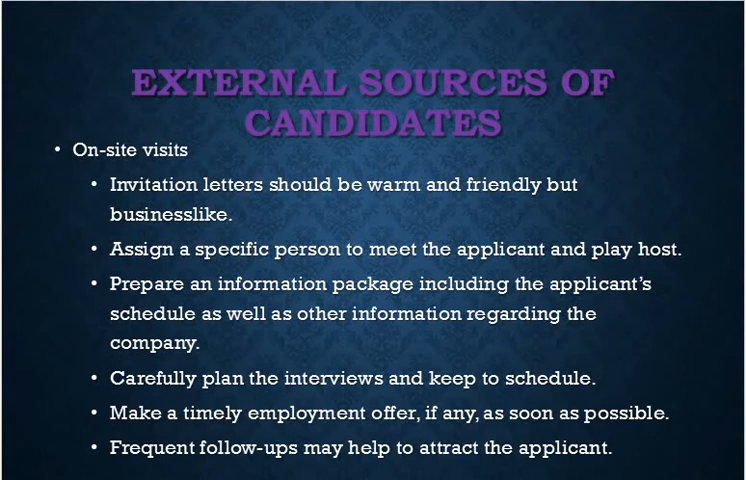 EXTERNAL SOURCES OF
CANDIDATES
• On-site visits
• Invitation letters should be warm and friendly but
businesslike.
• Assign a specific person to meet the applicant and play host.
• Prepare an information package including the applicant's
schedule as well as other information regarding the
company.
• Carefully plan the interviews and keep to schedule.
• Make a timely employment offer, if any, as soon as possible.
• Frequent follow-ups may help to attract the applicant.